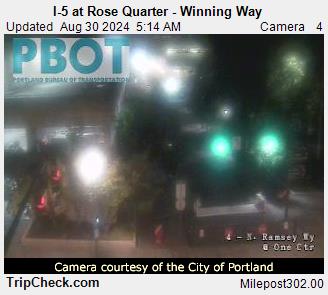 I-5 at Rose Quarter - Winning Way
Updated Aug 30 2024 5:14 AM Camera 4
PBOT
PORTLAND BUREAU OF TRANSPORTATION
4 - N. Ramsey Wy
@ One Ctr
Camera courtesy of the City of Portland
TripCheck.com Milepost302.00